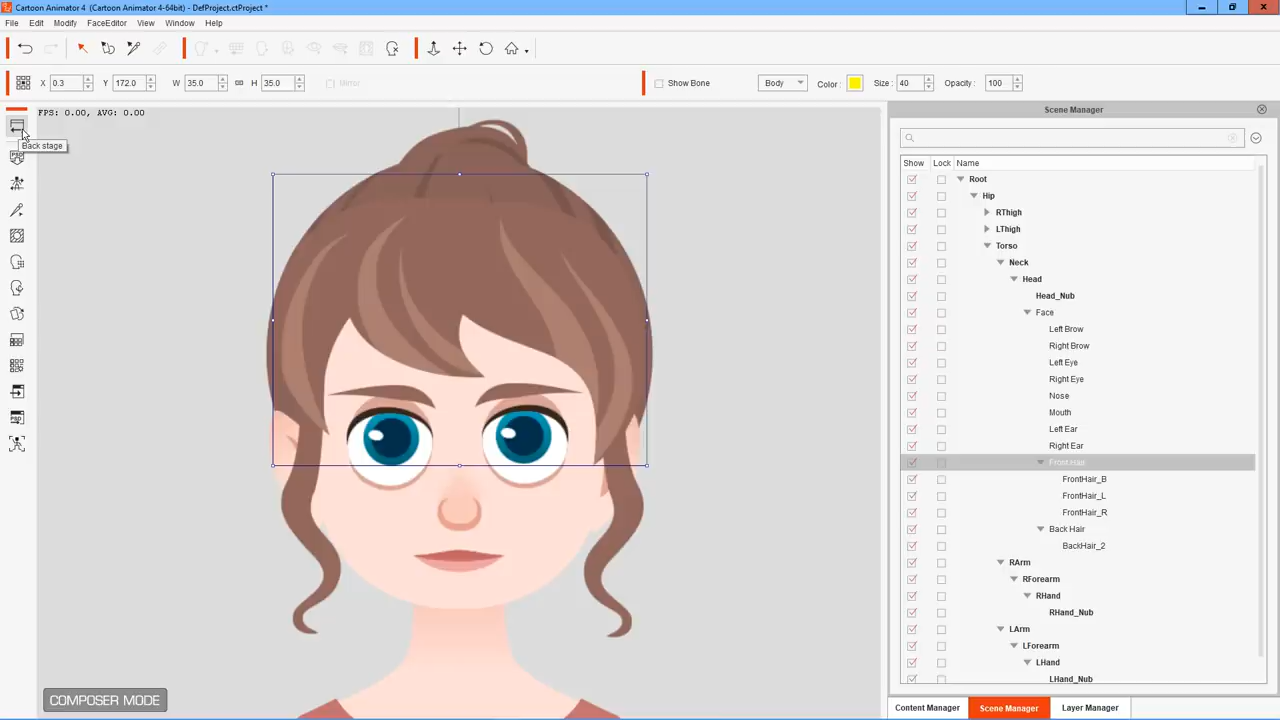 Cartoon Animator 4 (Cartoon Animator 4-64bit) - DefProject.ctProject *
File Edit Modify FaceEditor View Window Help
X 0.3 Y 172.0 W 35.0 H 35.0 Mirror Show Bone Body Color : Size : 40 Opacity : 100
FPS: 0.00, AVG: 0.00
Back stage
PSD
COMPOSER MODE
Scene Manager
Show Lock Name
Root
Hip
RThigh
LThigh
Torso
Neck
Head
Head_Nub
Face
Left Brow
Right Brow
Left Eye
Right Eye
Nose
Mouth
Left Ear
Right Ear
Front Hair
FrontHair_B
FrontHair_L
FrontHair_R
Back Hair
BackHair_2
RArm
RForearm
RHand
RHand_Nub
LArm
LForearm
LHand
LHand_Nub
Content Manager Scene Manager Layer Manager